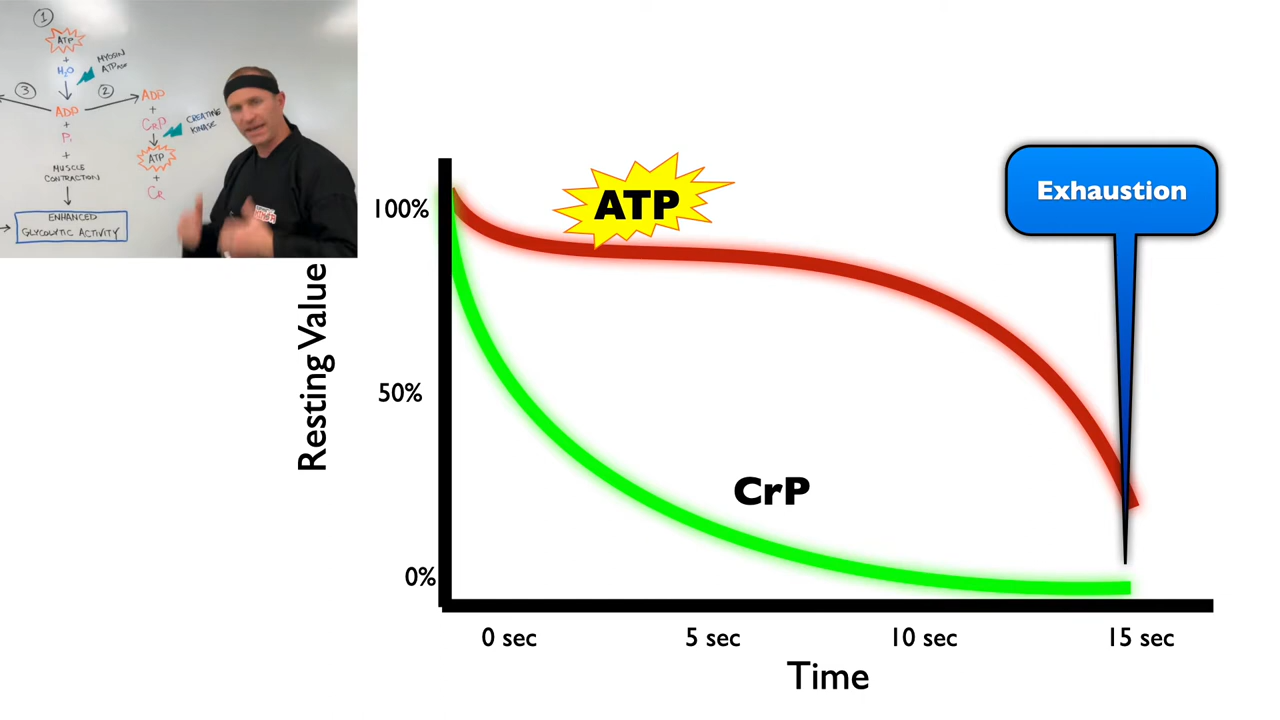 1
ATP
+
H₂O
MYOSIN
ATPase
3
2
ADP
+
Pi
+
MUSCLE
CONTRACTION
ENHANCED
GLYCOLYTIC ACTIVITY
ADP
+
CrP
CREATINE
KINASE
ATP
+
Cr
Resting Value
100%
50%
0%
ATP
CrP
Exhaustion
0 sec
5 sec
10 sec
15 sec
Time